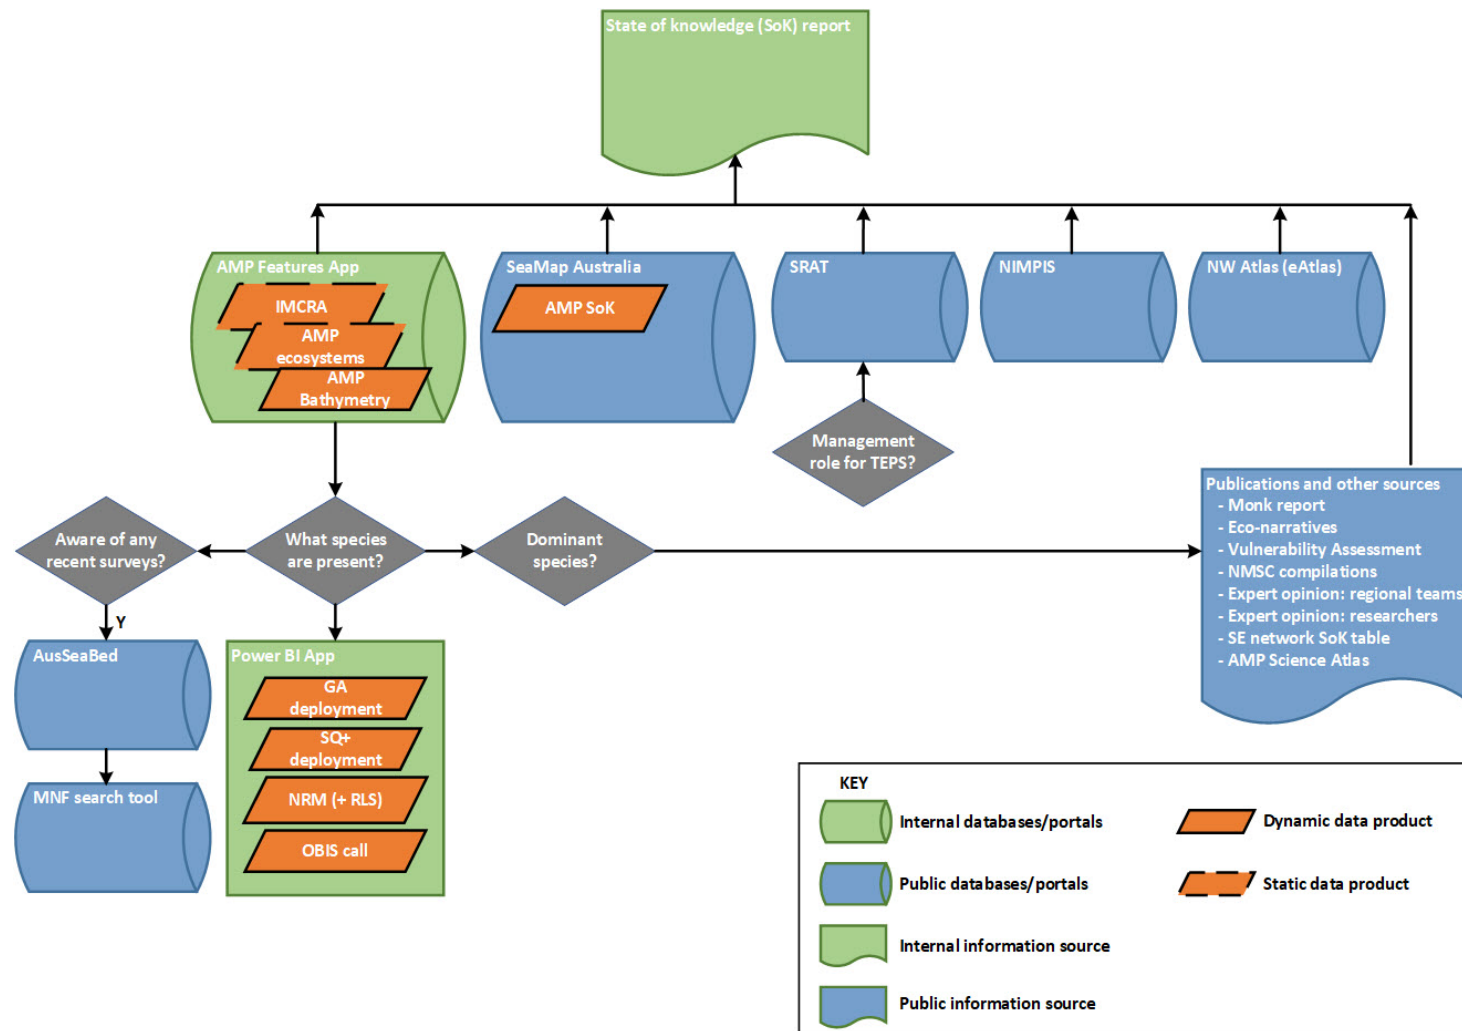 State of knowledge (SoK) report
AMP Features App
IMCRA
AMP
ecosystems
AMP
Bathymetry
SeaMap Australia
AMP SoK
SRAT
NIMPIS
NW Atlas (eAtlas)
Management
role for TEPS?
Aware of any
recent surveys?
What species
are present?
Dominant
species?
Publications and other sources
- Monk report
- Eco-narratives
- Vulnerability Assessment
- NMSC compilations
- Expert opinion: regional teams
- Expert opinion: researchers
- SE network SoK table
- AMP Science Atlas
Y
AusSeaBed
MNF search tool
Power BI App
GA
deployment
SQ+
deployment
NRM (+ RLS)
OBIS call
KEY
Internal databases/portals
Dynamic data product
Public databases/portals
Static data product
Internal information source
Public information source